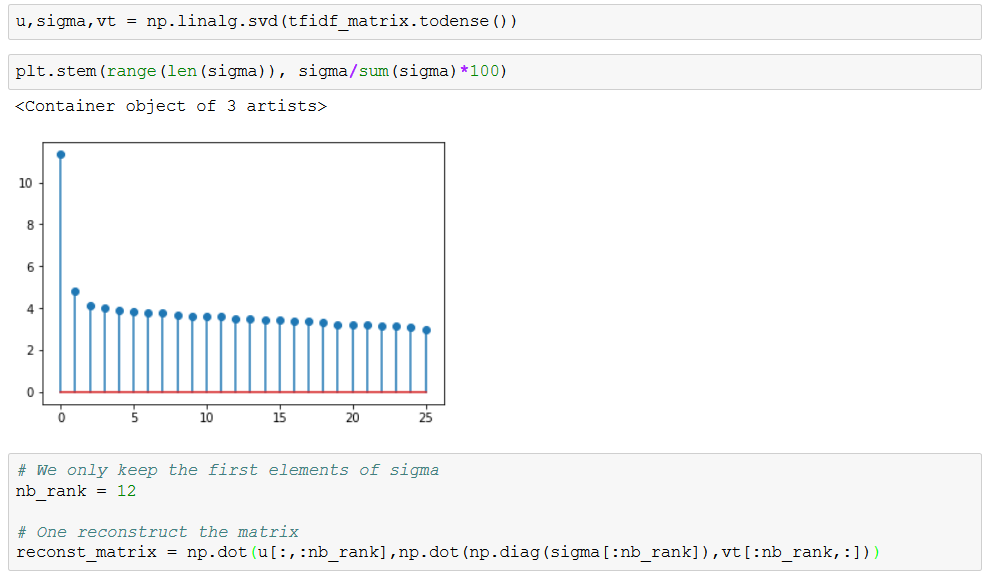 u,sigma,vt = np.linalg.svd(tfidf_matrix.todense())
plt.stem(range(len(sigma)), sigma/sum(sigma)*100)
<Container object of 3 artists>
10
8
6
4
2
0
0 5 10 15 20 25
# We only keep the first elements of sigma
nb_rank = 12
# One reconstruct the matrix
reconst_matrix = np.dot(u[:,:nb_rank],np.dot(np.diag(sigma[:nb_rank]),vt[:nb_rank,:]))